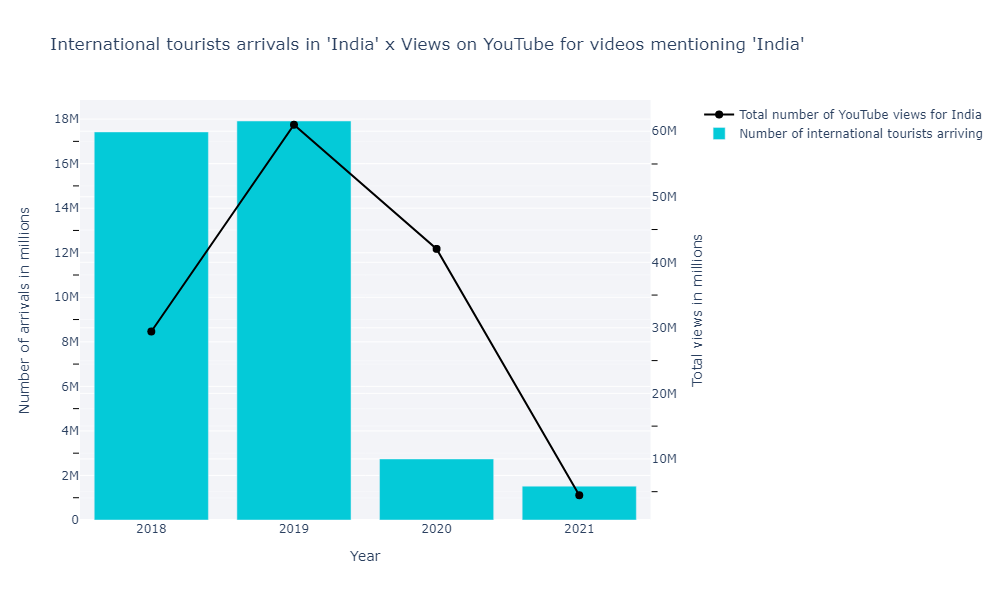 International tourists arrivals in 'India' x Views on YouTube for videos mentioning 'India'
Total number of YouTube views for India
Number of international tourists arriving
18M
16M
14M
12M
10M
8M
6M
4M
2M
0
Number of arrivals in millions
60M
50M
40M
30M
20M
10M
Total views in millions
2018 2019 2020 2021
Year